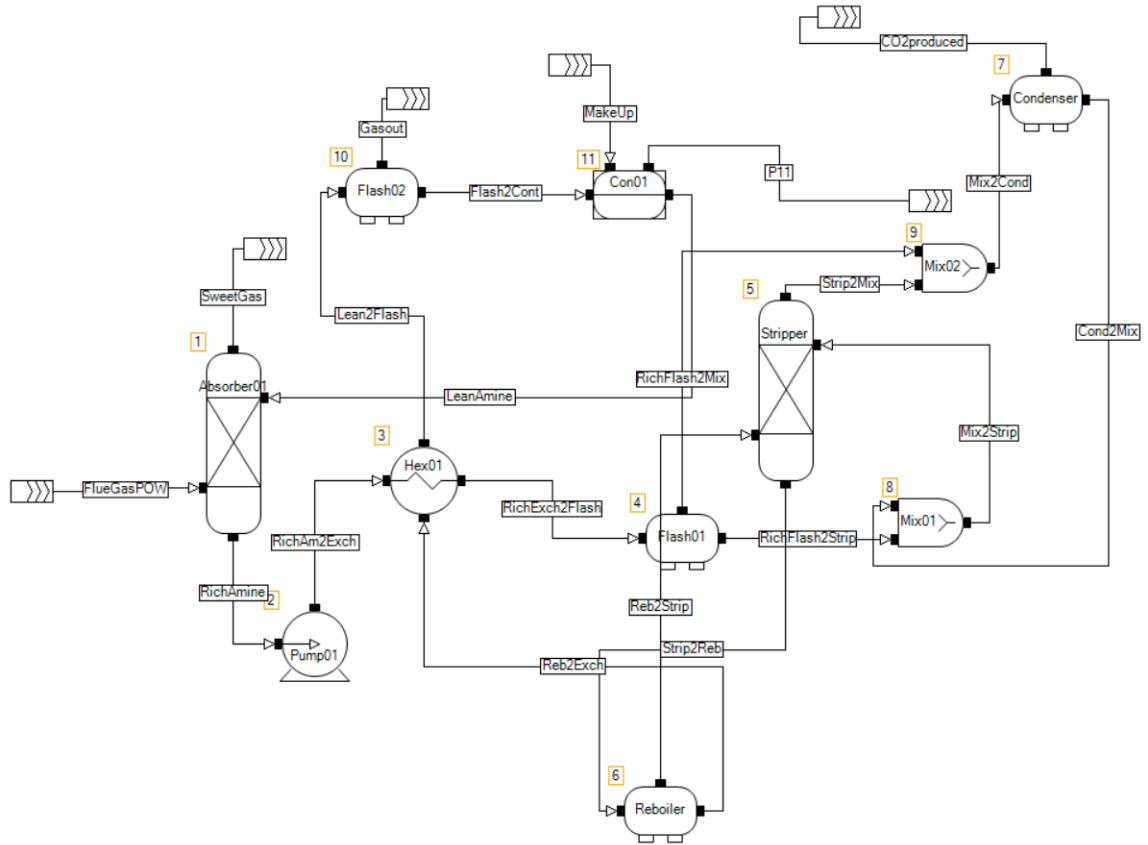 CO2produced
7
Condenser
MakeUp
Gasout
10
Flash02
Flash2Cont
11
Con01
P11
Mix2Cond
9
Mix02
SweetGas
Lean2Flash
5
Strip2Mix
Stripper
Cond2Mix
1
Absorber01
LeanAmine
RichFlash2Mix
3
Hex01
Mix2Strip
FlueGasPOW
RichExch2Flash
4
Flash01
8
Mix01
RichAm2Exch
RichFlash2Strip
RichAmine
2
Pump01
Reb2Strip
Strip2Reb
Reb2Exch
6
Reboiler